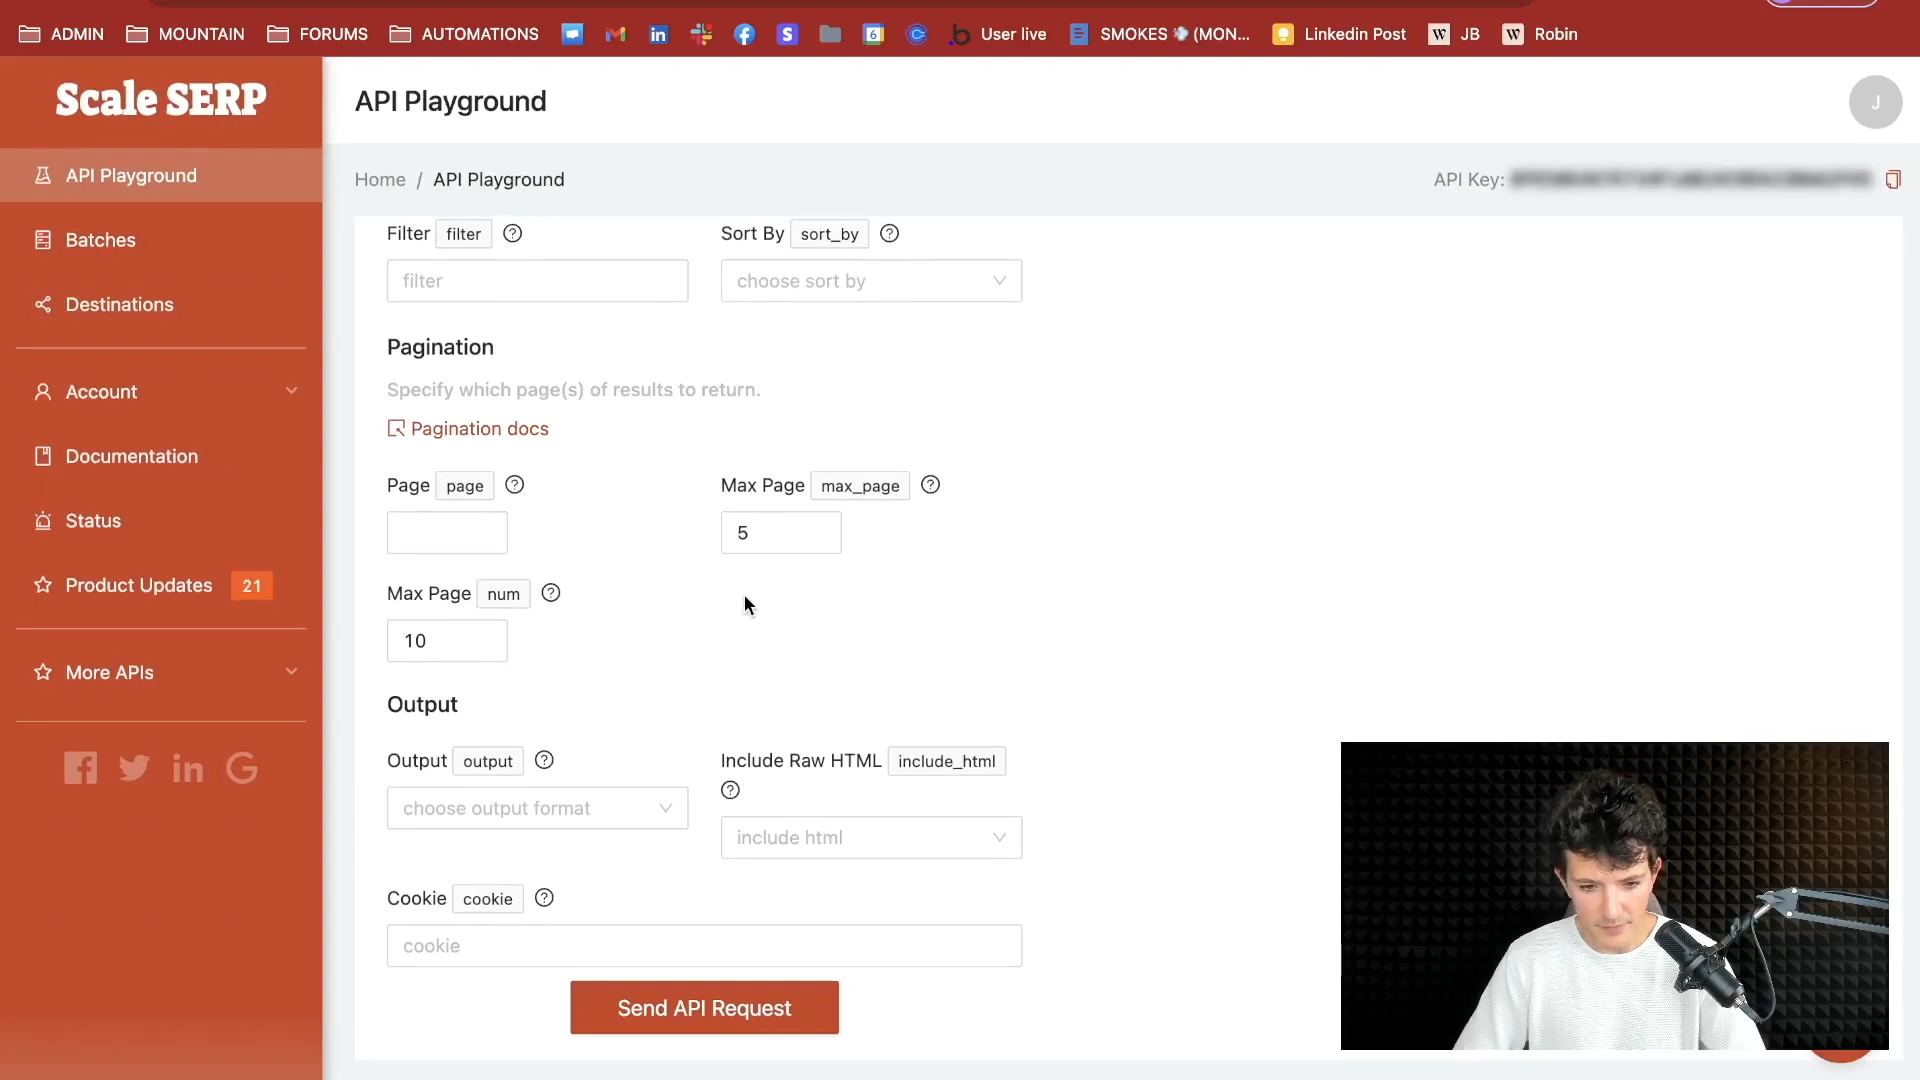 ADMIN MOUNTAIN FORUMS AUTOMATIONS User live SMOKES (MON... Linkedin Post JB Robin
Scale SERP
API Playground
J
API Playground
Batches
Destinations
Account
Documentation
Status
Product Updates 21
More APIs
Home / API Playground
API Key:
Filter filter
filter
Sort By sort_by
choose sort by
Pagination
Specify which page(s) of results to return.
Pagination docs
Page page
Max Page max_page
5
Max Page num
10
Output
Output output
choose output format
Include Raw HTML include_html
include html
Cookie cookie
cookie
Send API Request